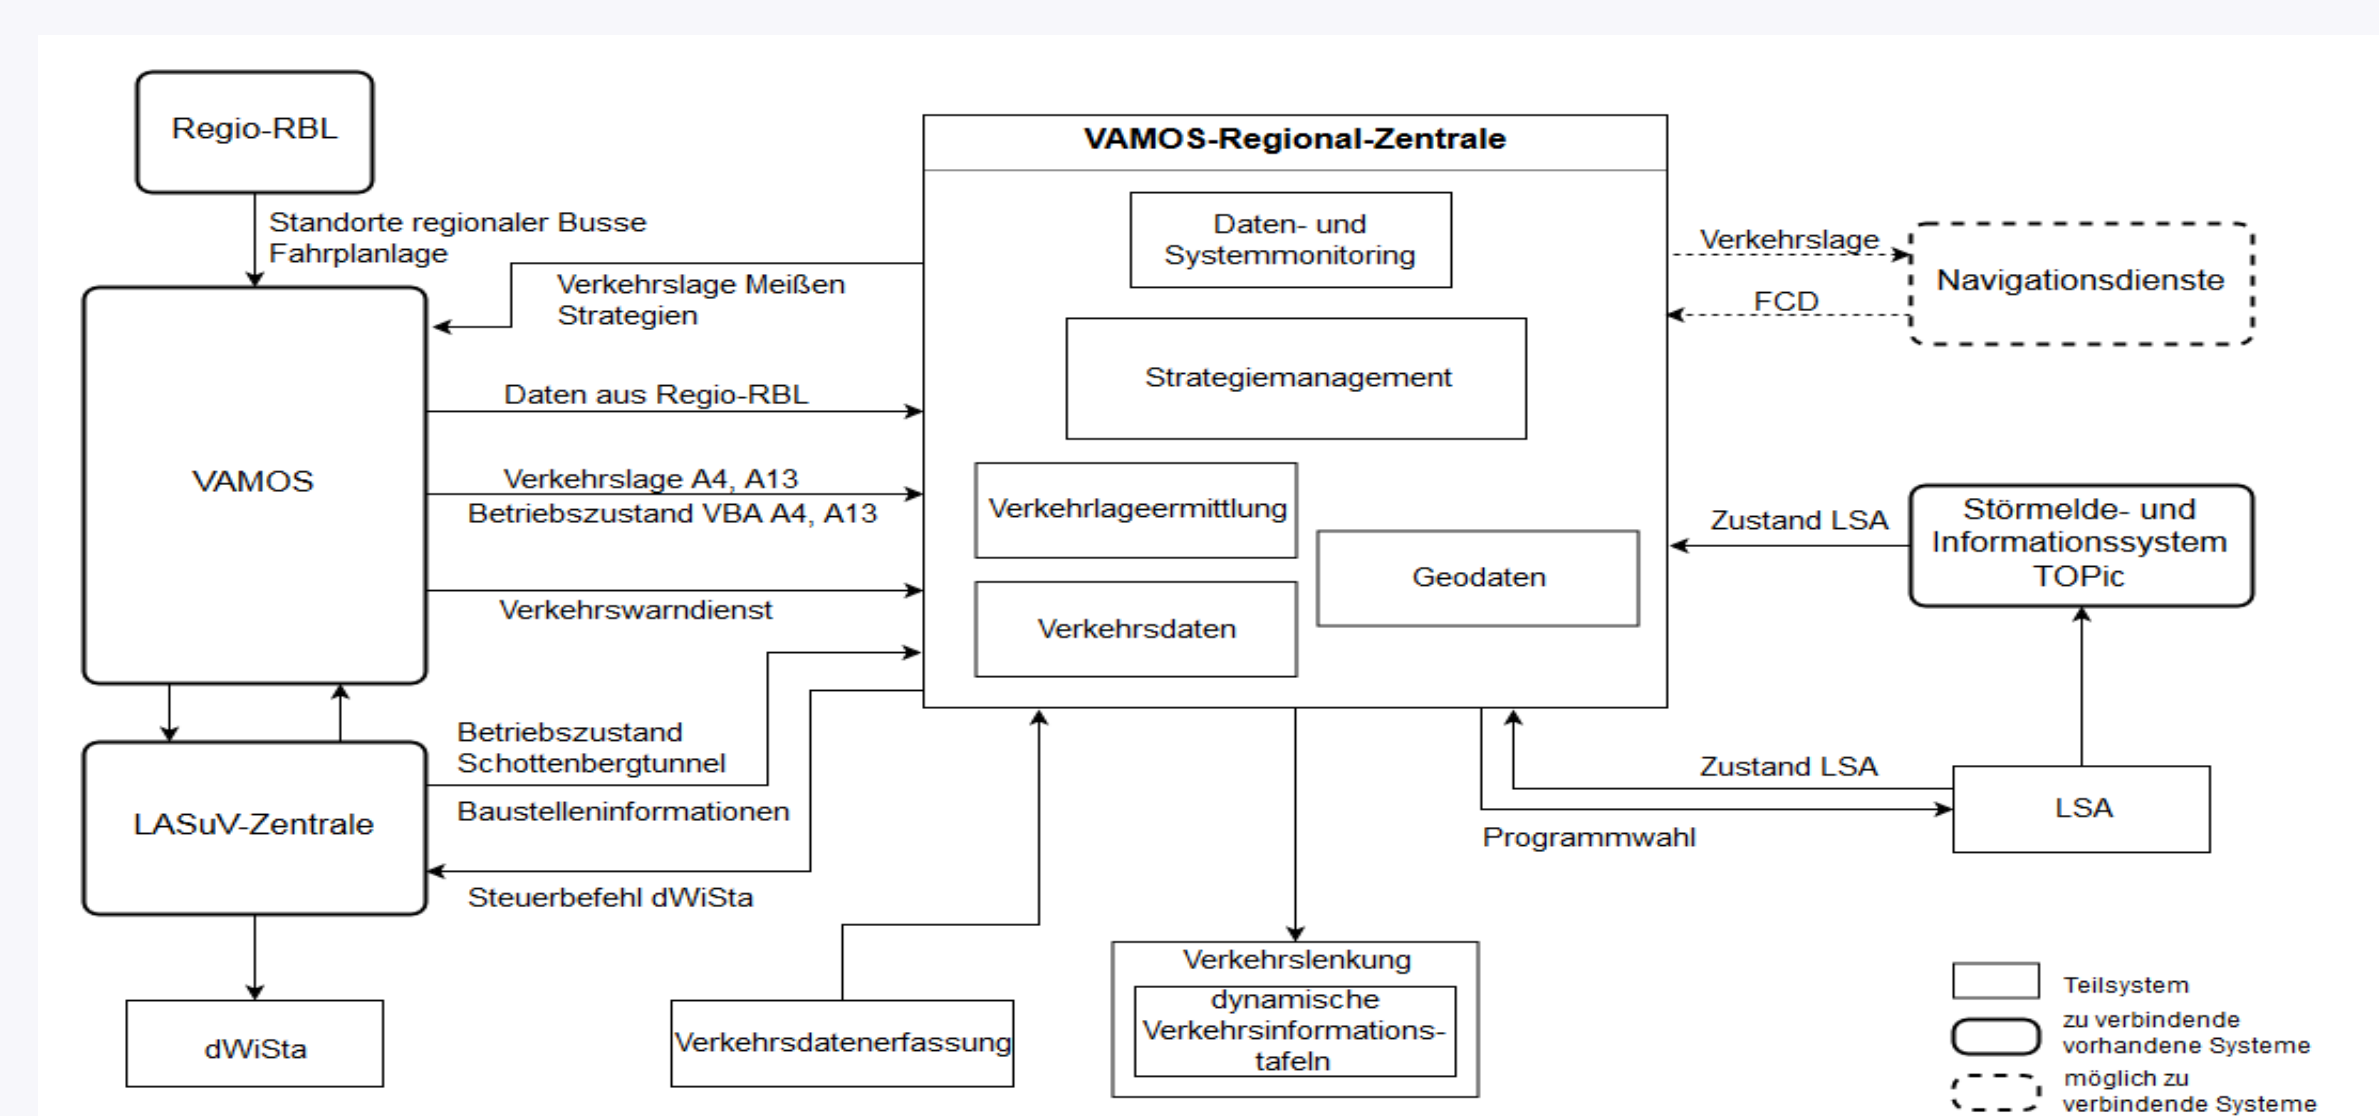 Regio-RBL
Standorte regionaler Busse
Fahrplanlage
VAMOS-Regional-Zentrale
Daten- und
Systemmonitoring
Strategiemanagement
Verkehrlageermittlung
Geodaten
Verkehrsdaten
Verkehrslage
FCD
Navigationsdienste
Verkehrslage Meißen
Strategien
Daten aus Regio-RBL
VAMOS
Verkehrslage A4, A13
Betriebszustand VBA A4, A13
Verkehrswarndienst
Zustand LSA
Störmelde- und
Informationssystem
TOPic
Betriebszustand
Schottenbergtunnel
Baustelleninformationen
LASuV-Zentrale
Steuerbefehl dWiSta
Zustand LSA
Programmwahl
LSA
dWiSta
Verkehrsdatenerfassung
Verkehrslenkung
dynamische
Verkehrsinformations-
tafeln
Teilsystem
zu verbindende
vorhandene Systeme
möglich zu
verbindende Systeme